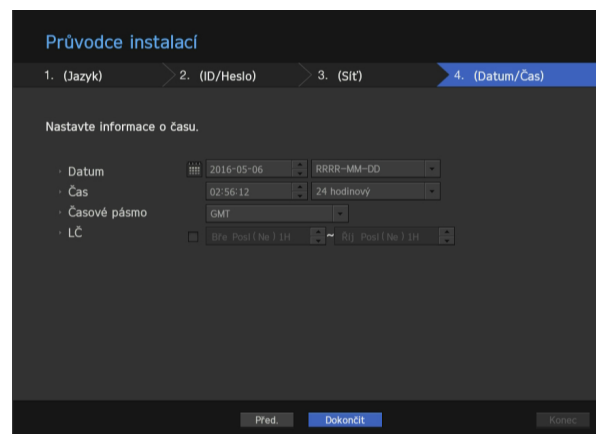 Průvodce instalací
1. (Jazyk) 2. (ID/Heslo) 3. (Síť) 4. (Datum/Čas)
Nastavte informace o času.
· Datum 2016-05-06 RRRR-MM-DD
· Čas 02:56:12 24 hodinový
· Časové pásmo GMT
· LČ Bře Posl(Ne) 1H ~ Říj Posl(Ne) 1H
Před. Dokončit Konec